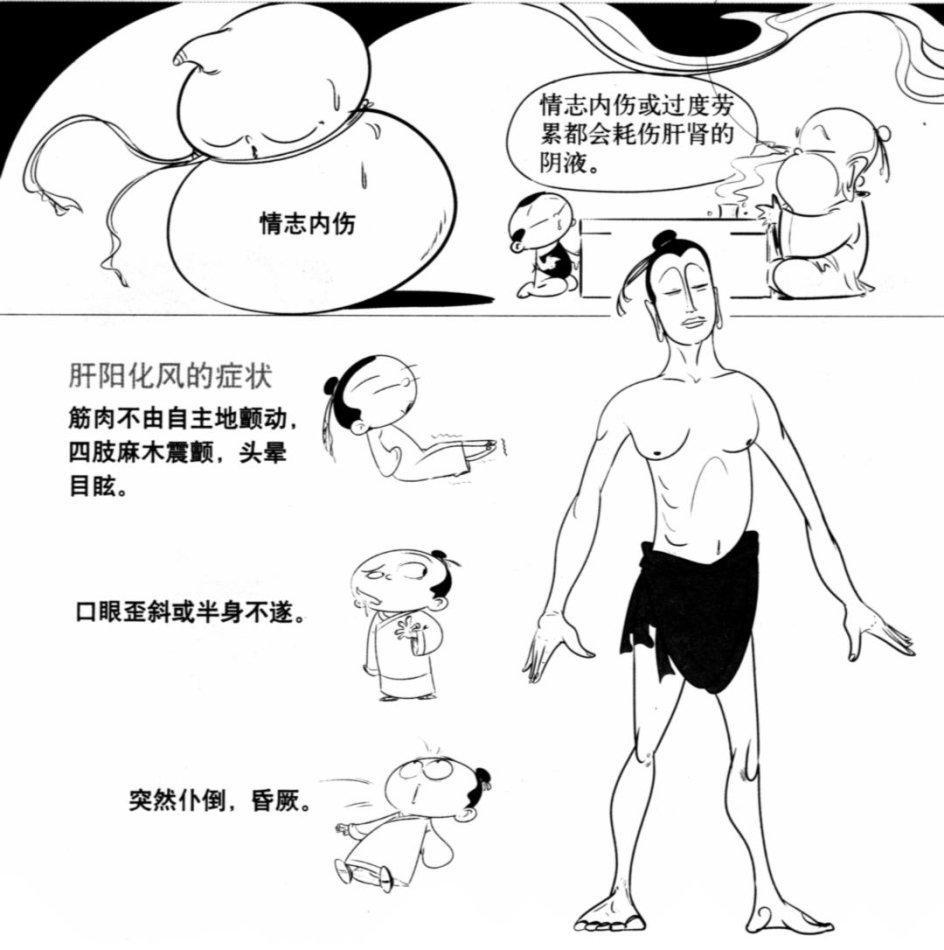 情志内伤或过度劳
累都会耗伤肝肾的
阴液。
情志内伤
肝阳化风的症状
筋肉不由自主地颤动，
四肢麻木震颤，头晕
目眩。
口眼歪斜或半身不遂。
突然仆倒，昏厥。